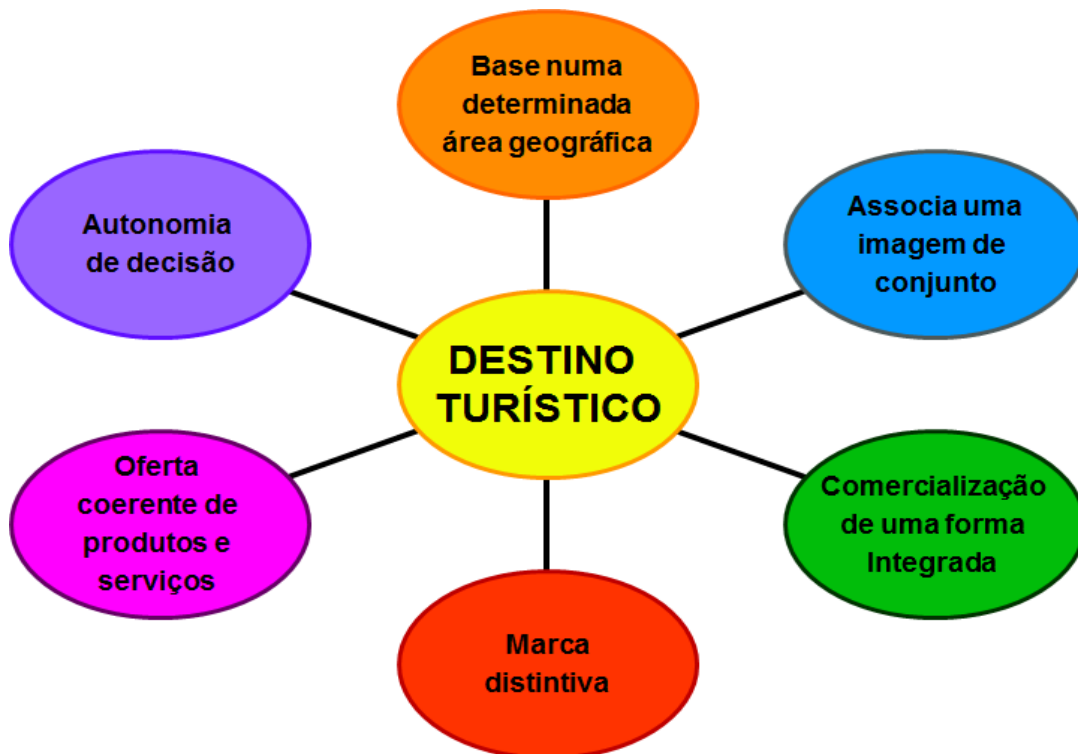 Base numa
determinada
área geográfica
Autonomia
de decisão
Associa uma
imagem de
conjunto
DESTINO
TURÍSTICO
Oferta
coerente de
produtos e
serviços
Comercialização
de uma forma
Integrada
Marca
distintiva